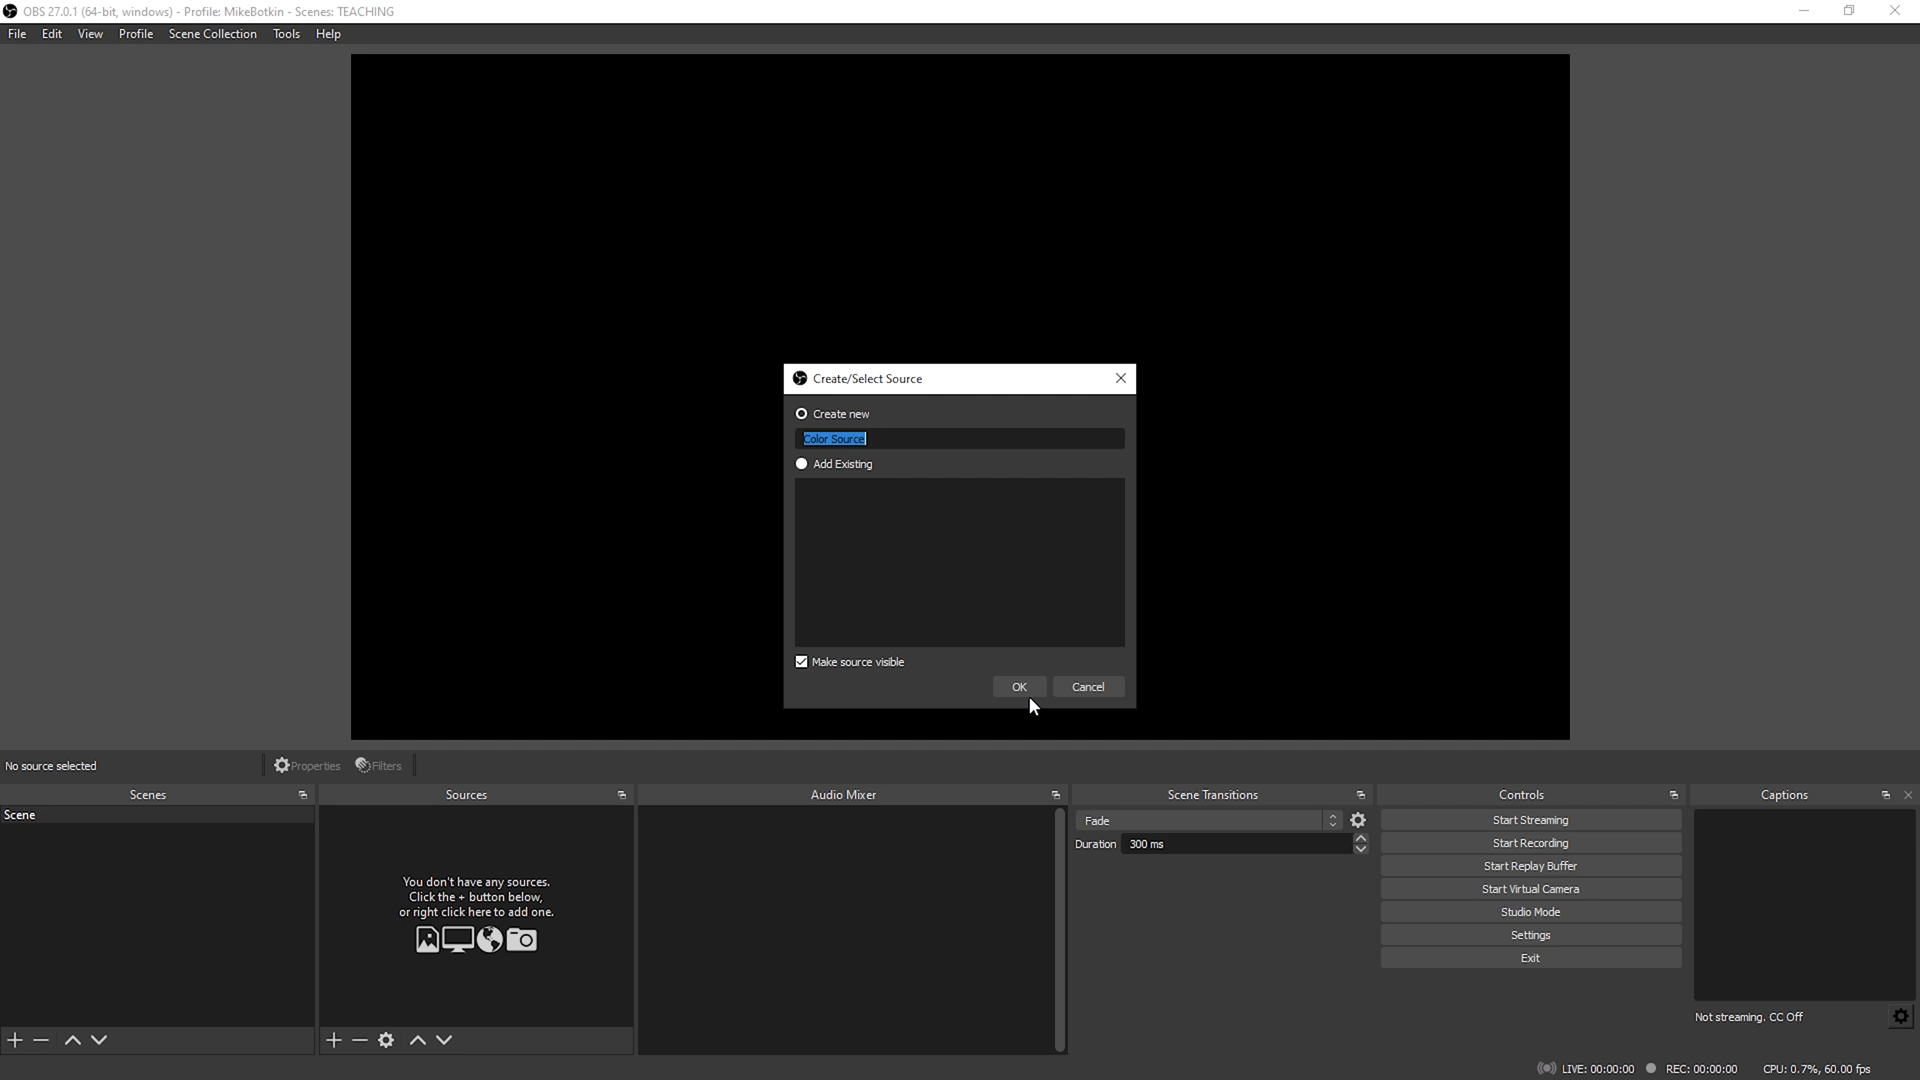 OBS 27.0.1 (64-bit, windows) - Profile: MikeBotkin - Scenes: TEACHING
File Edit View Profile Scene Collection Tools Help
Create/Select Source
Create new
Color Source
Add Existing
Make source visible
OK Cancel
No source selected Properties Filters
Scenes Sources Audio Mixer Scene Transitions Controls Captions
Scene
You don't have any sources.
Click the + button below,
or right click here to add one.
Fade
Duration 300 ms
Start Streaming
Start Recording
Start Replay Buffer
Start Virtual Camera
Studio Mode
Settings
Exit
Not streaming. CC Off
LIVE: 00:00:00 REC: 00:00:00 CPU: 0.7%, 60.00 fps